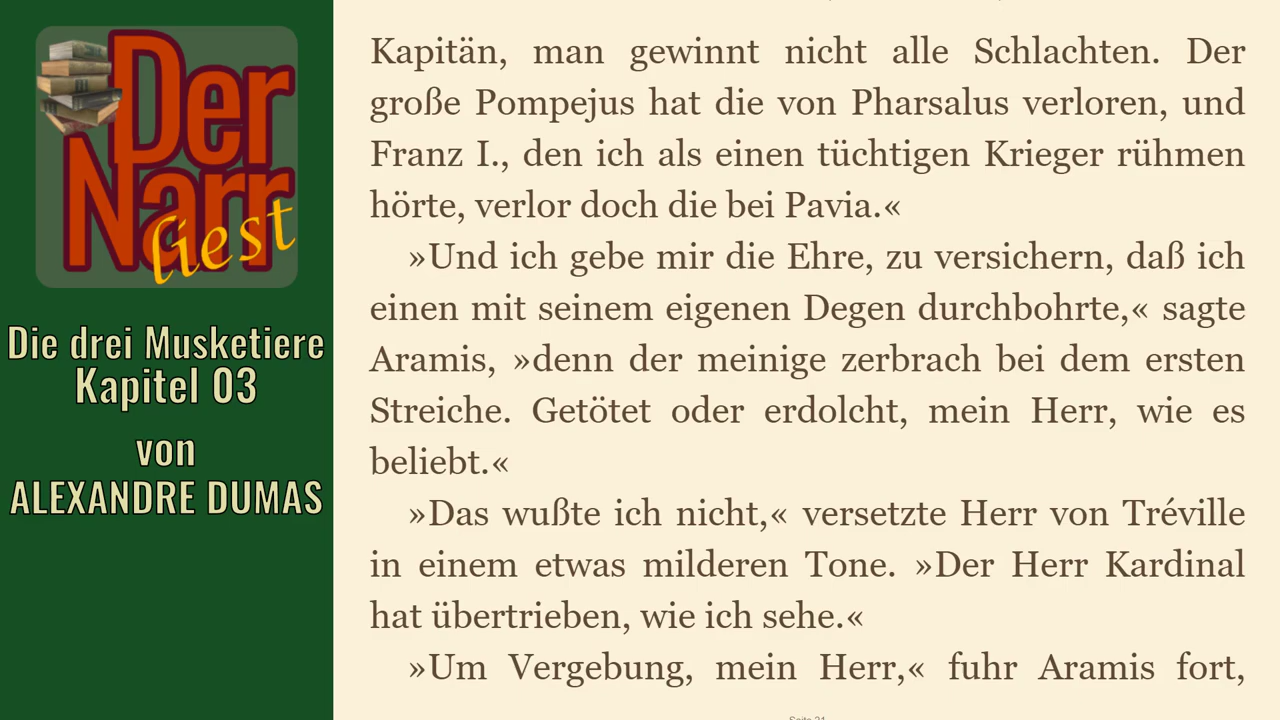 Der
Narr
liest
Die drei Musketiere
Kapitel 03
von
ALEXANDRE DUMAS
Kapitän, man gewinnt nicht alle Schlachten. Der
große Pompejus hat die von Pharsalus verloren, und
Franz I., den ich als einen tüchtigen Krieger rühmen
hörte, verlor doch die bei Pavia.«
»Und ich gebe mir die Ehre, zu versichern, daß ich
einen mit seinem eigenen Degen durchbohrte,« sagte
Aramis, »denn der meinige zerbrach bei dem ersten
Streiche. Getötet oder erdolcht, mein Herr, wie es
beliebt.«
»Das wußte ich nicht,« versetzte Herr von Tréville
in einem etwas milderen Tone. »Der Herr Kardinal
hat übertrieben, wie ich sehe.«
»Um Vergebung, mein Herr,« fuhr Aramis fort,